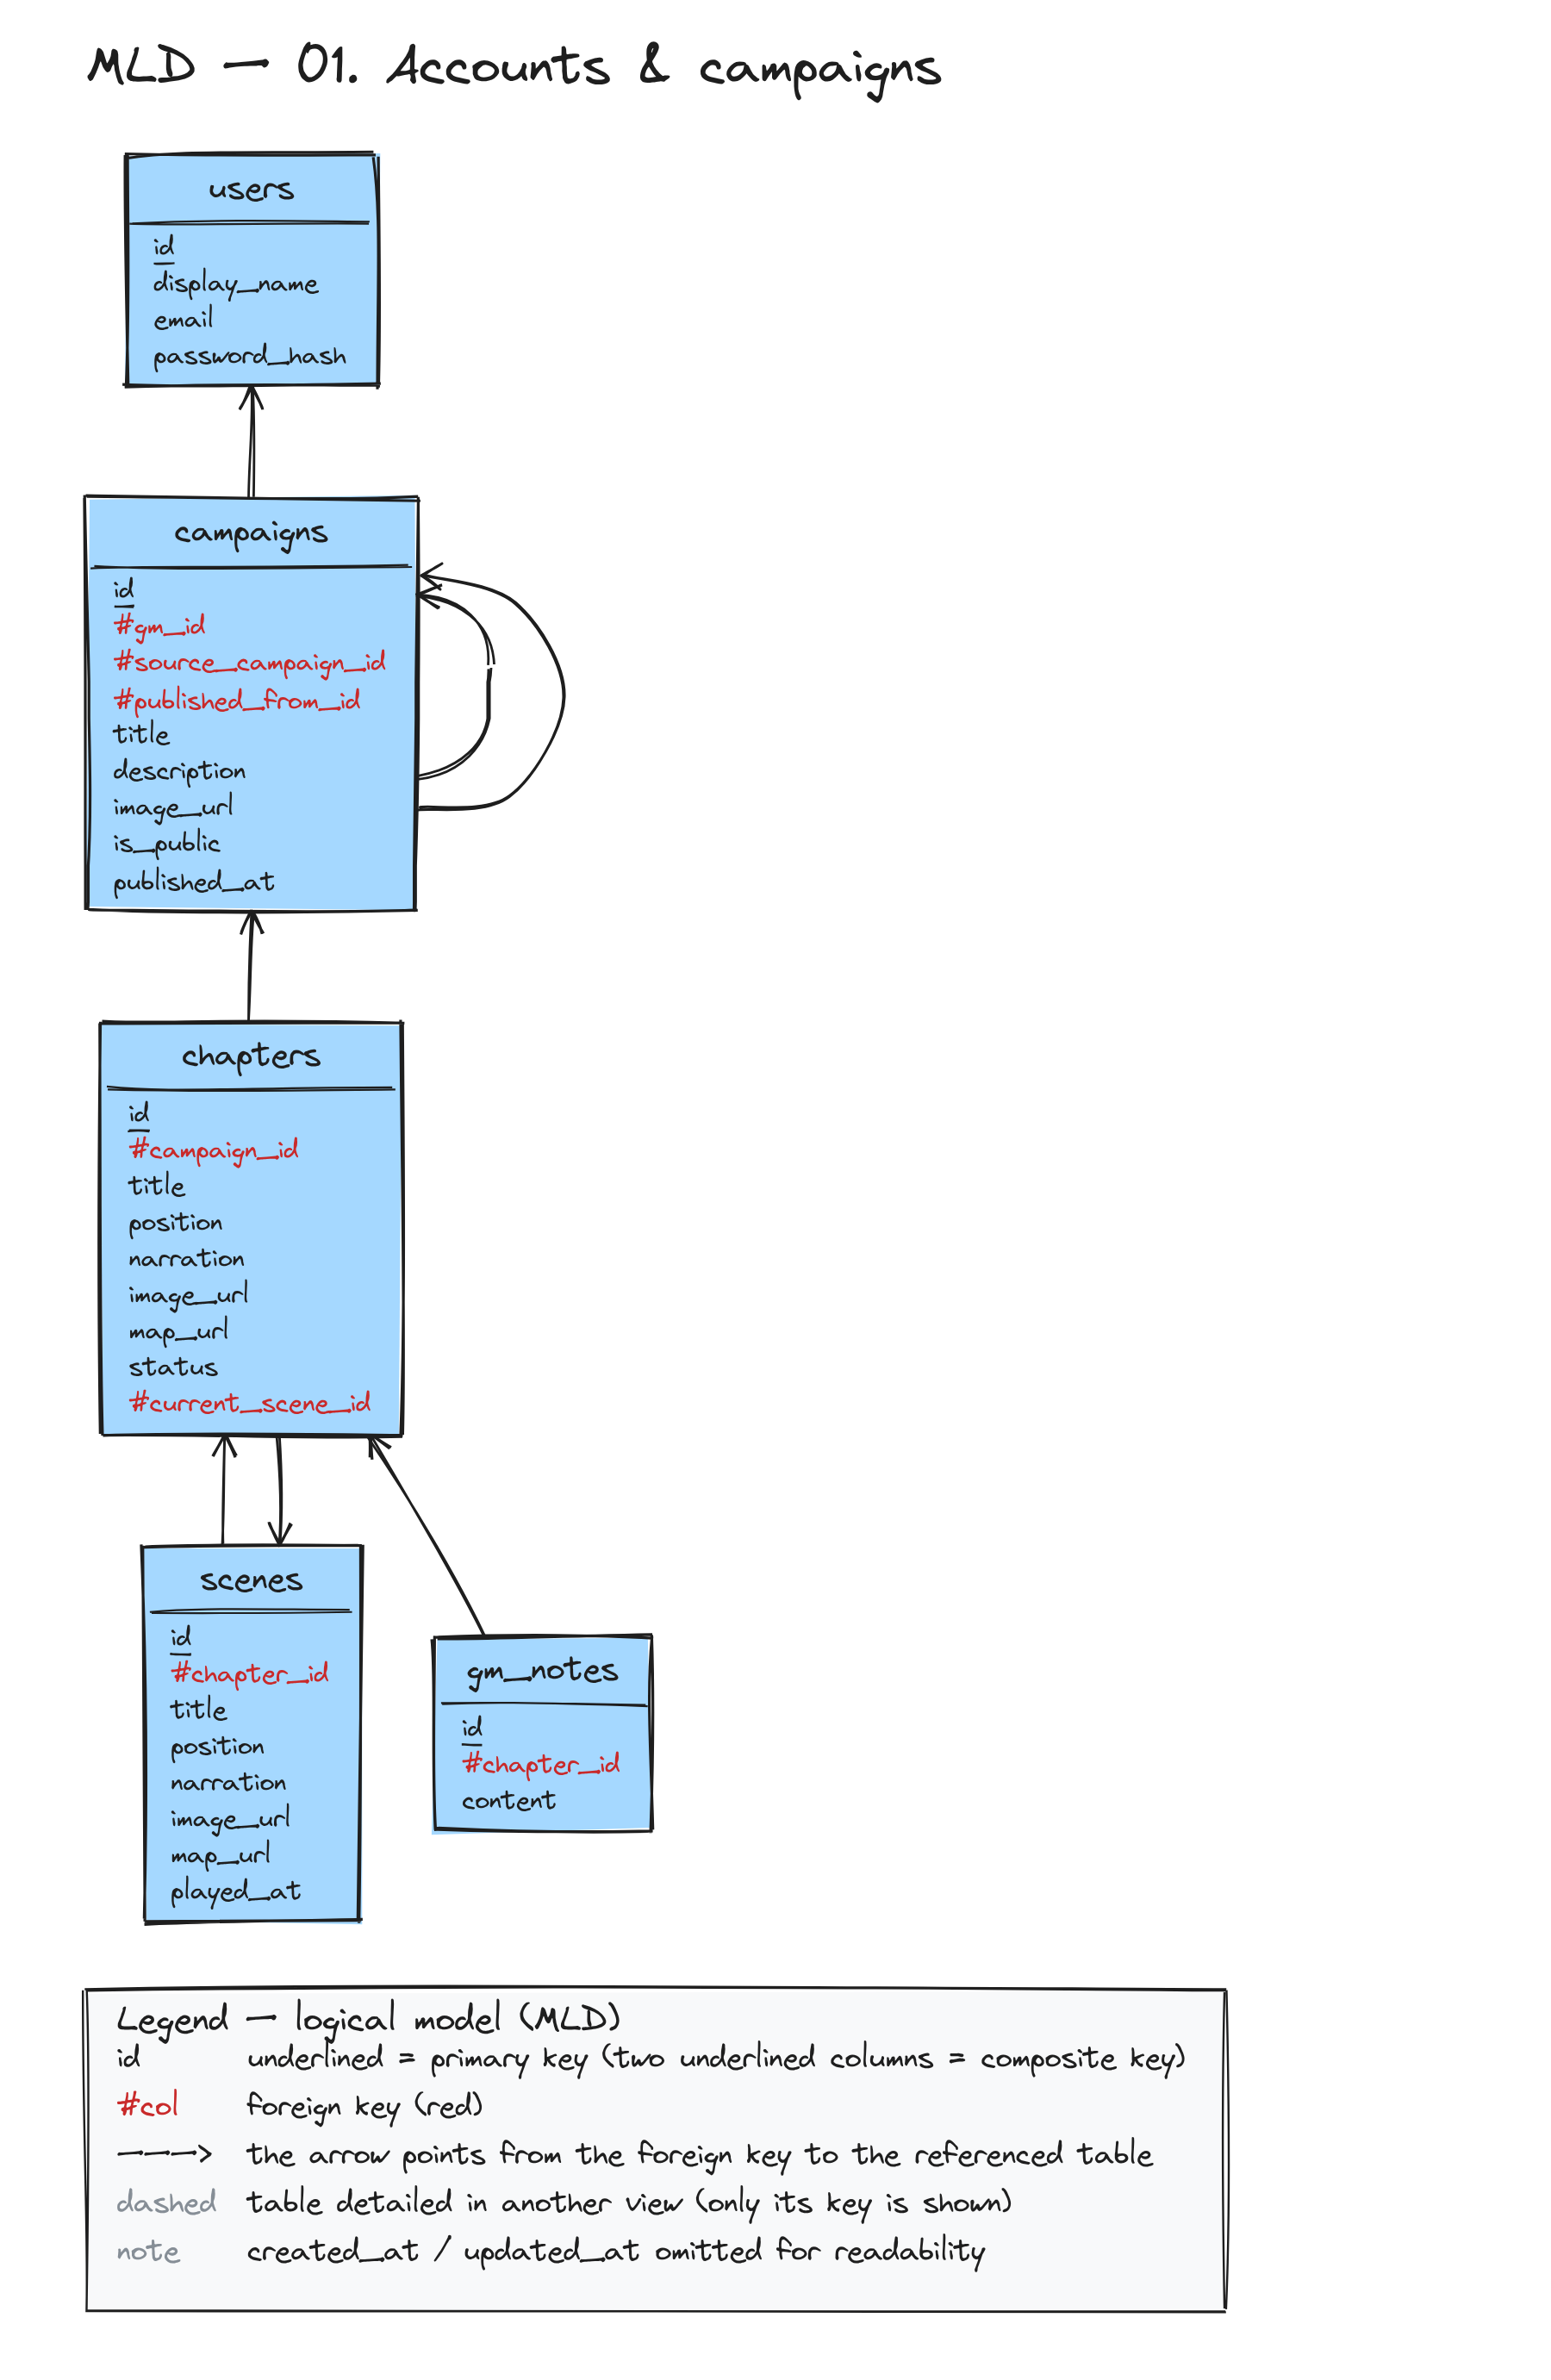 MLD — 01. Accounts & campaigns
users
id
display_name
email
password_hash
campaigns
id
#gm_id
#source_campaign_id
#published_from_id
title
description
image_url
is_public
published_at
chapters
id
#campaign_id
title
position
narration
image_url
map_url
status
#current_scene_id
scenes
id
#chapter_id
title
position
narration
image_url
map_url
played_at
gm_notes
id
#chapter_id
content
Legend — logical model (MLD)
id underlined = primary key (two underlined columns = composite key)
#col foreign key (red)
———> the arrow points from the foreign key to the referenced table
dashed table detailed in another view (only its key is shown)
note created_at / updated_at omitted for readability